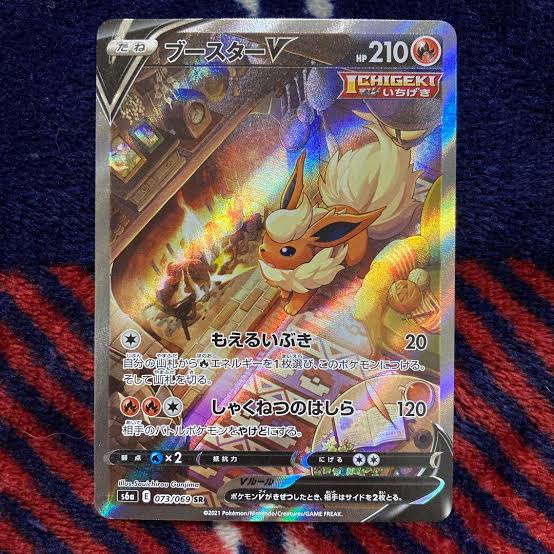 たね ブースターV HP210
ICHIGEKI
いちげき
もえるいぶき 20
自分の山札から エネルギーを1枚選び、このポケモンにつける。
そして山札を切る。
しゃくねつのはしら 120
相手のバトルポケモンをやけどにする。
弱点 ×2 抵抗力 にげる
Illus. Souichirou Gunjima
Vルール
s6a E 073/069 SR ポケモンVがきぜつしたとき、相手はサイドを2枚とる。
©2021 Pokémon/Nintendo/Creatures/GAME FREAK.